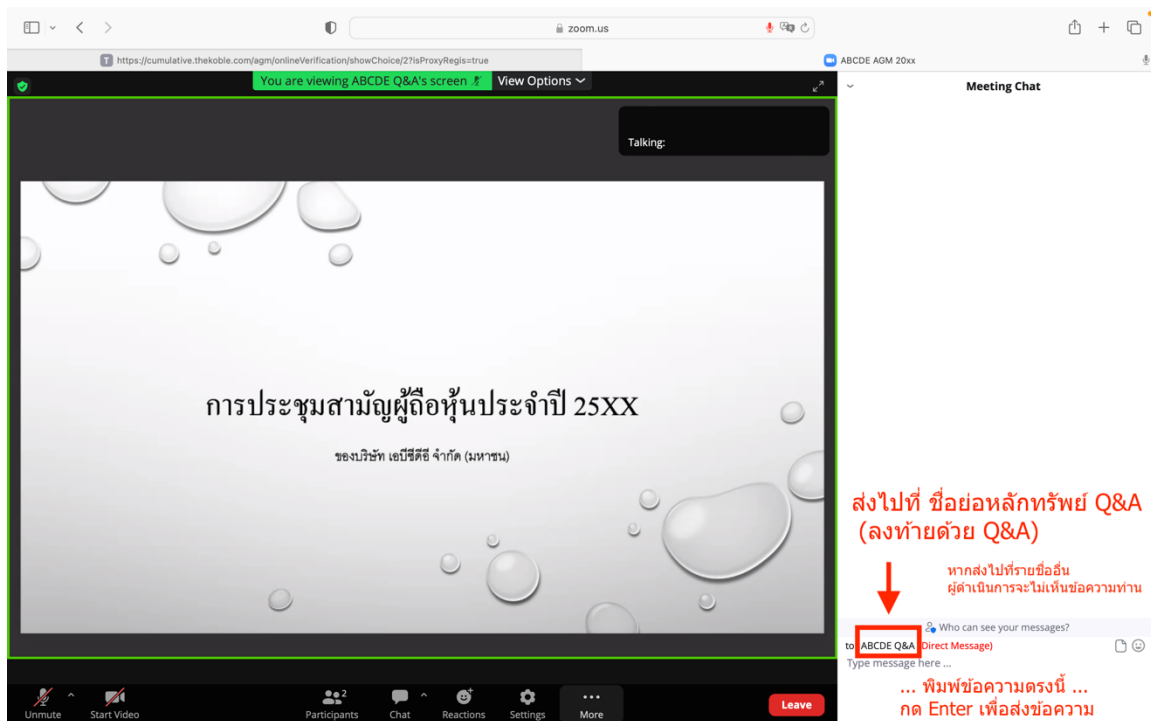 zoom.us
T https://cumulative.thekoble.com/agm/onlineVerification/showChoice/2?isProxyRegis=true
ABCDE AGM 20xx
You are viewing ABCDE Q&A's screen
View Options
Meeting Chat
Talking:
การประชุมสามัญผู้ถือหุ้นประจำปี 25XX
ของบริษัท เอบีซีดีอี จำกัด (มหาชน)
ส่งไปที่ ชื่อย่อหลักทรัพย์ Q&A
(ลงท้ายด้วย Q&A)
หากส่งไปที่รายชื่ออื่น
ผู้ดำเนินการจะไม่เห็นข้อความท่าน
Who can see your messages?
to ABCDE Q&A (Direct Message)
Type message here ...
... พิมพ์ข้อความตรงนี้ ...
กด Enter เพื่อส่งข้อความ
Unmute
Start Video
2
Participants
Chat
Reactions
Settings
More
Leave